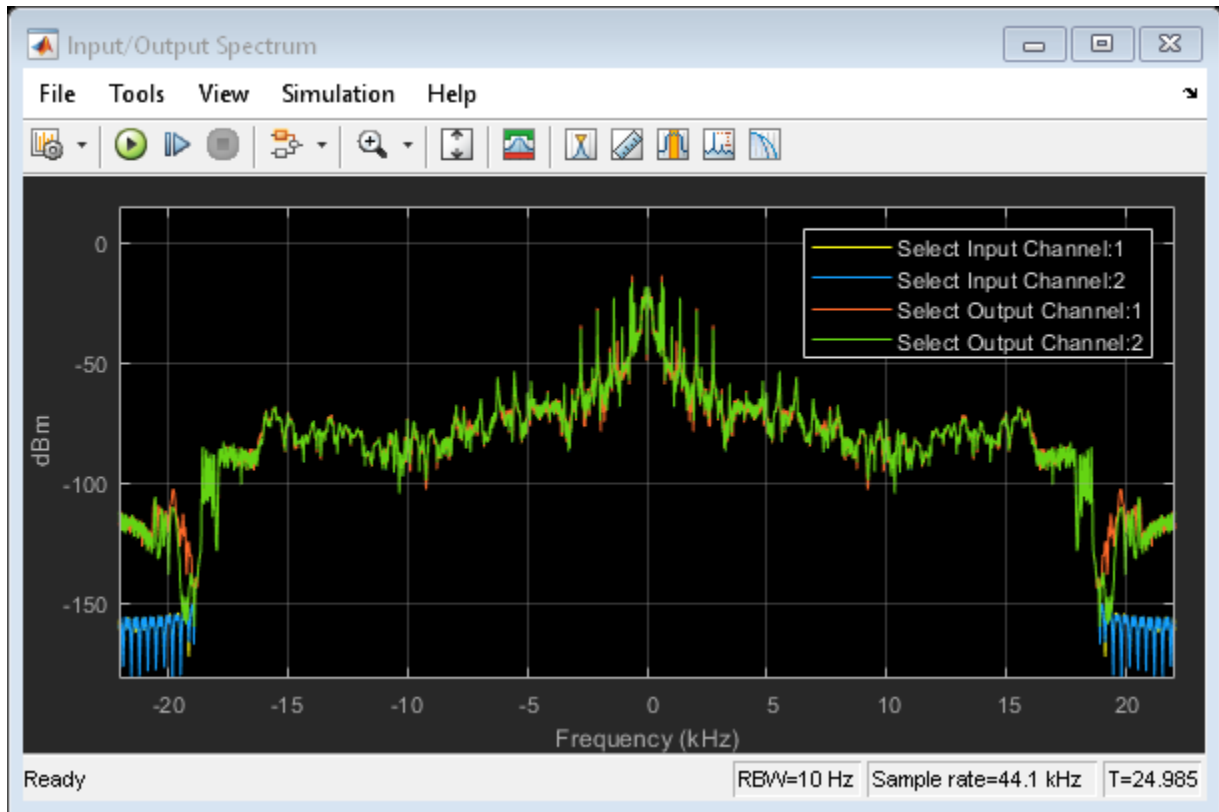 Input/Output Spectrum
File Tools View Simulation Help
Select Input Channel:1
Select Input Channel:2
Select Output Channel:1
Select Output Channel:2
0
-50
-100
-150
dBm
-20 -15 -10 -5 0 5 10 15 20
Frequency (kHz)
Ready RBW=10 Hz Sample rate=44.1 kHz T=24.985